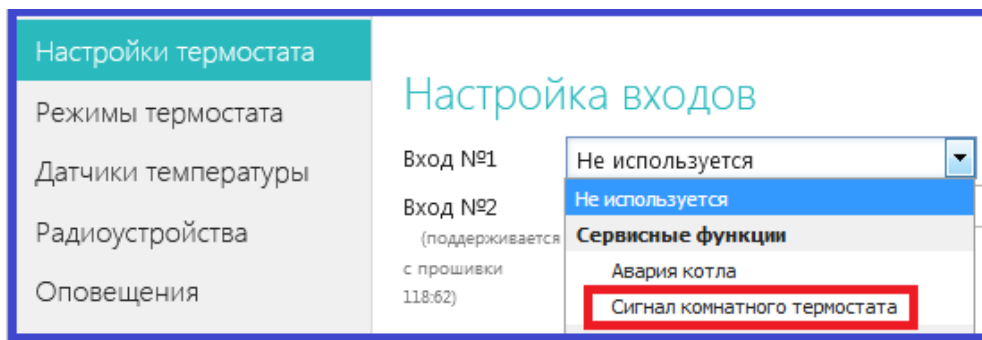 Настройки термостата
Режимы термостата
Датчики температуры
Радиоустройства
Оповещения
Настройка входов
Вход №1
Не используется
Не используется
Вход №2
(поддерживается
с прошивки
118:62)
Сервисные функции
Авария котла
Сигнал комнатного термостата